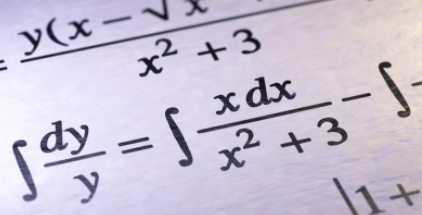 = y(x − √x
x² + 3
∫ dy/y = ∫ x dx/x² + 3 − ∫
|1+